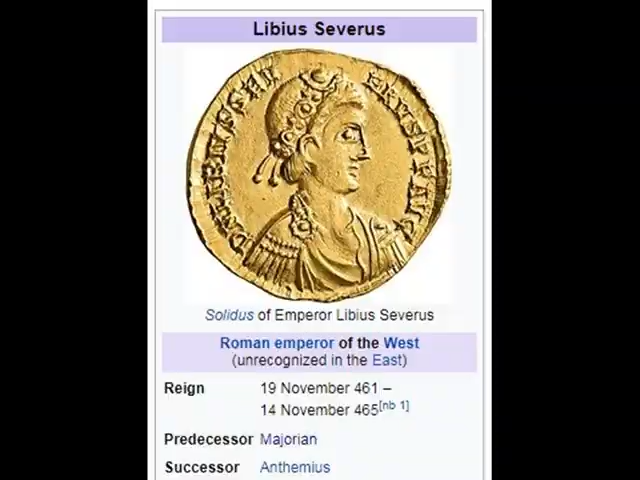 Libius Severus
Solidus of Emperor Libius Severus
Roman emperor of the West
(unrecognized in the East)
Reign 19 November 461 –
14 November 465[nb 1]
Predecessor Majorian
Successor Anthemius